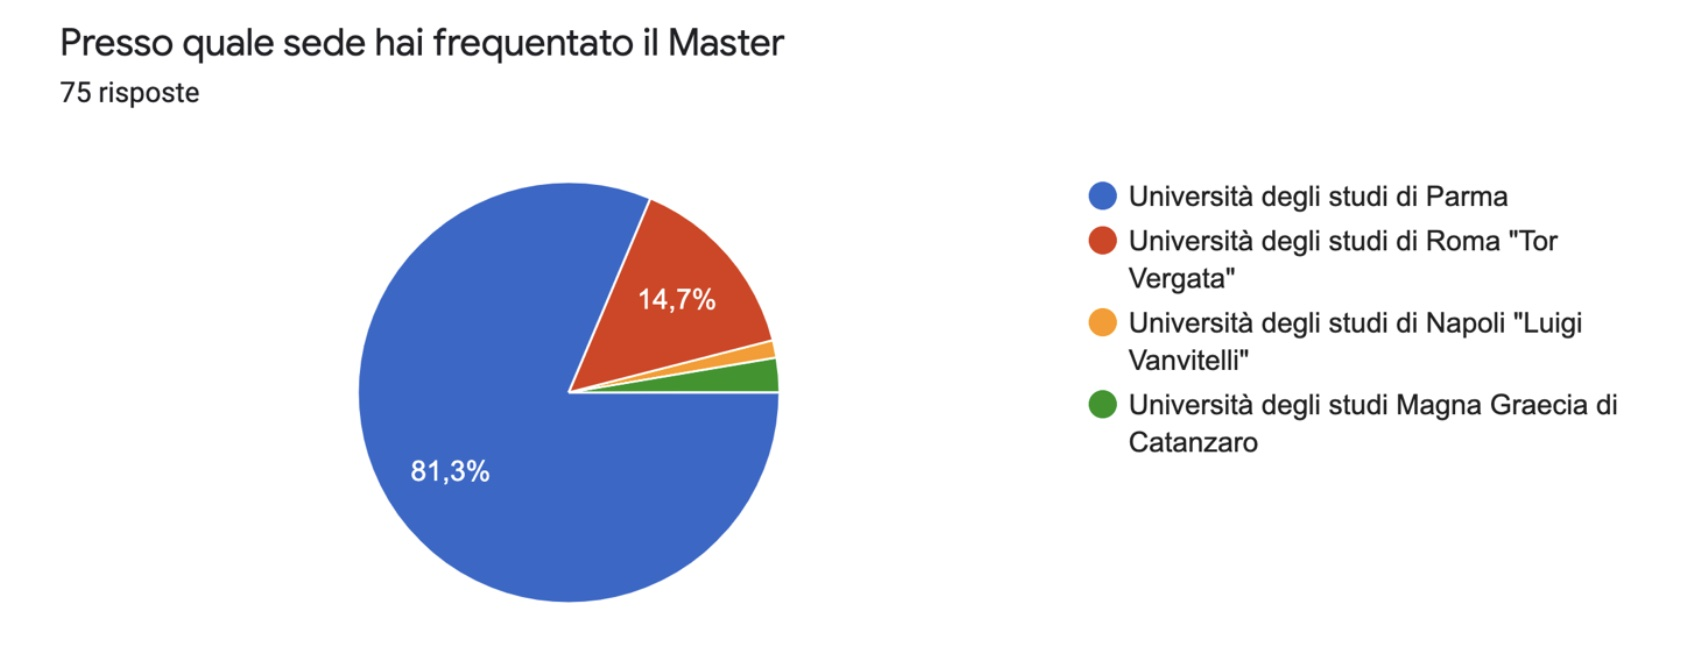 Presso quale sede hai frequentato il Master
75 risposte
14,7%
81,3%
Università degli studi di Parma
Università degli studi di Roma "Tor
Vergata"
Università degli studi di Napoli "Luigi
Vanvitelli"
Università degli studi Magna Graecia di
Catanzaro